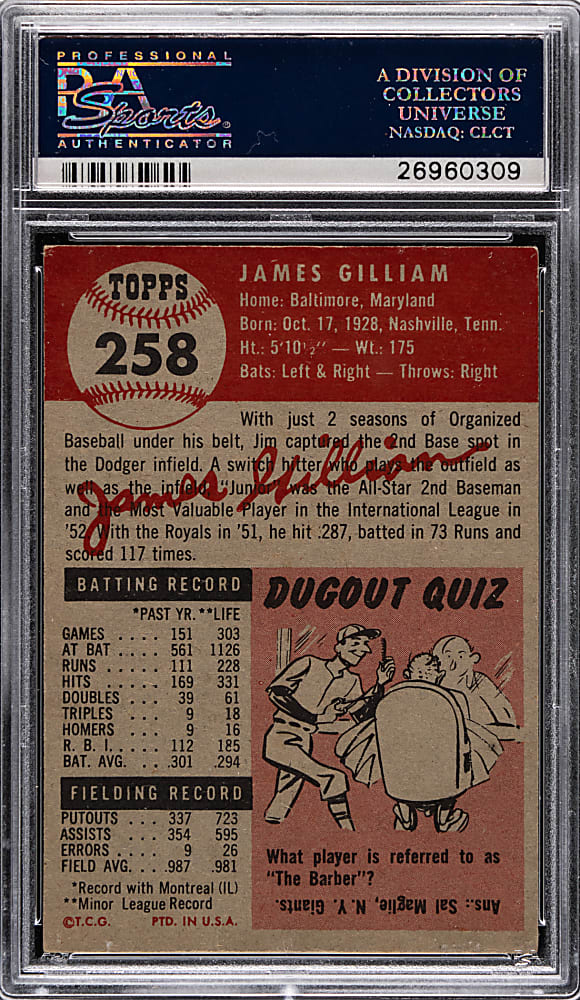 PROFESSIONAL
PSA
Sports
AUTHENTICATOR
A DIVISION OF
COLLECTORS
UNIVERSE
NASDAQ: CLCT
26960309
TOPPS
258
JAMES GILLIAM
Home: Baltimore, Maryland
Born: Oct. 17, 1928, Nashville, Tenn.
Ht.: 5'10½" — Wt.: 175
Bats: Left & Right — Throws: Right
With just 2 seasons of Organized
Baseball under his belt, Jim captured the 2nd Base spot in
the Dodger infield. A switch hitter who plays the outfield as
well as the infield, "Junior" was the All-Star 2nd Baseman
and the Most Valuable Player in the International League in
'52. With the Royals in '51, he hit .287, batted in 73 Runs and
scored 117 times.
James Gilliam
BATTING RECORD
*PAST YR. **LIFE
GAMES .... 151 303
AT BAT .... 561 1126
RUNS ..... 111 228
HITS ..... 169 331
DOUBLES .. 39 61
TRIPLES .. 9 18
HOMERS .. 9 16
R. B. I. .... 112 185
BAT. AVG. .. .301 .294
FIELDING RECORD
PUTOUTS ... 337 723
ASSISTS ... 354 595
ERRORS ... 9 26
FIELD AVG. .. .987 .981
*Record with Montreal (IL)
**Minor League Record
©T.C.G. PTD. IN U.S.A.
DUGOUT QUIZ
What player is referred to as
"The Barber"?
Ans.: Sal Maglie, N. Y. Giants.